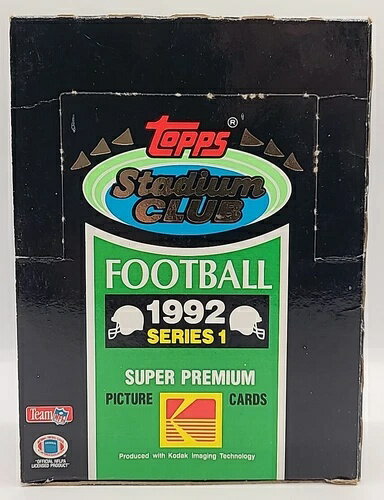 Topps®
Stadium
CLUB
FOOTBALL
1992
SERIES 1
SUPER PREMIUM
PICTURE CARDS
Produced with Kodak Imaging Technology
Team NFL
"OFFICIAL NFLPA
LICENSED PRODUCT"